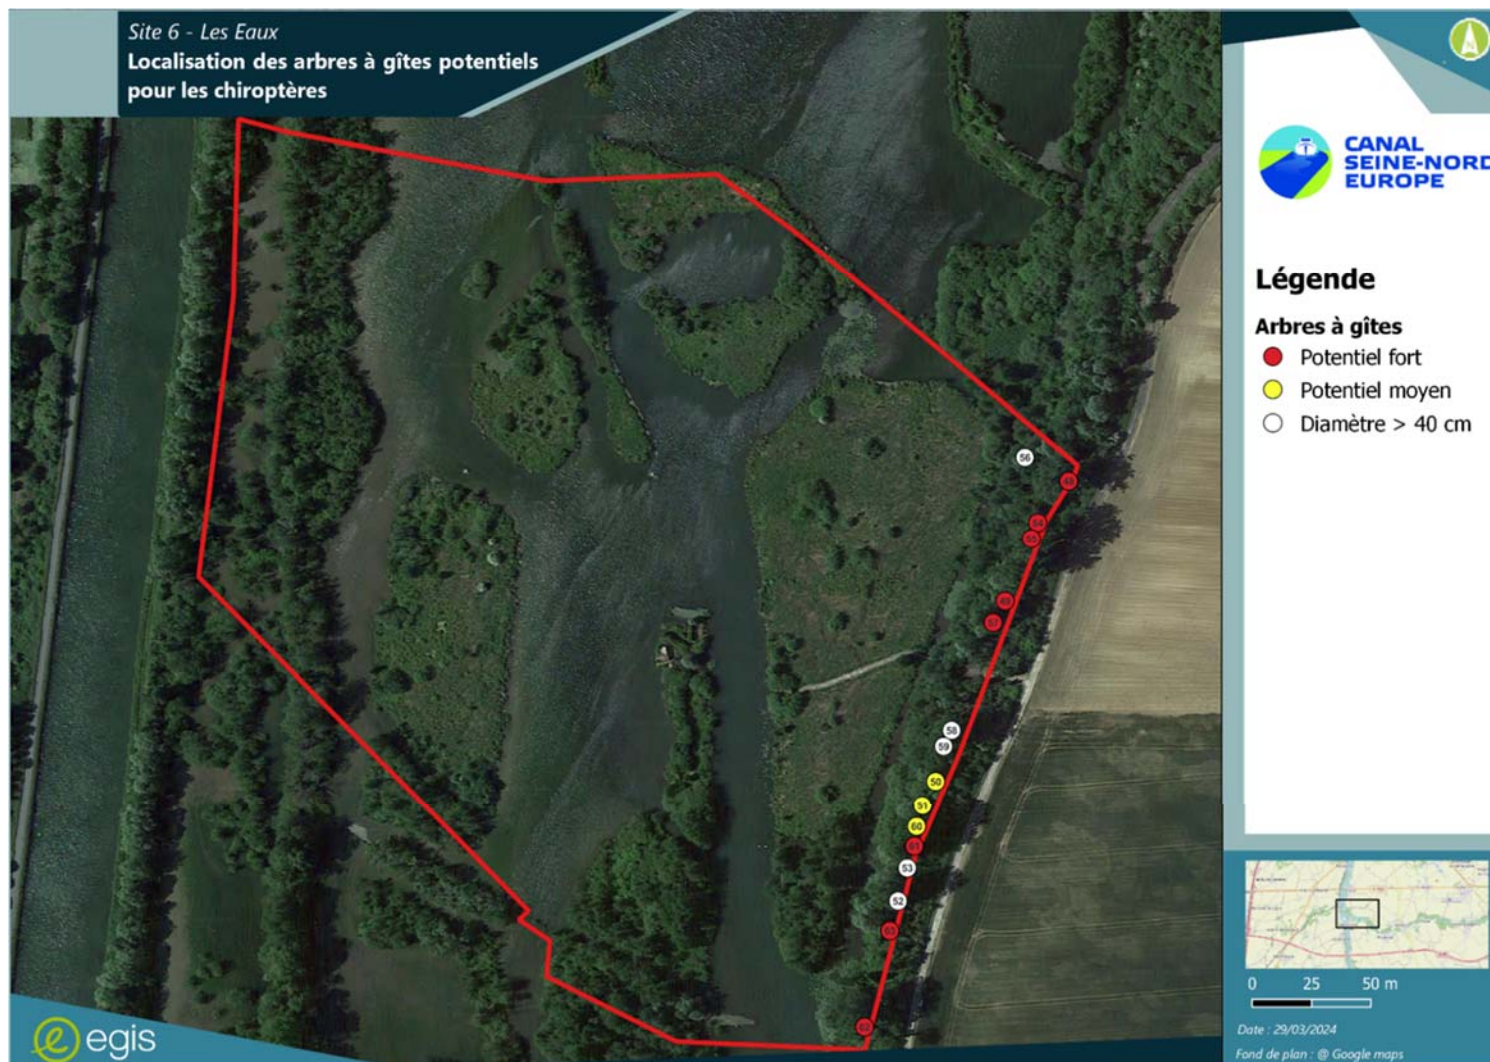 Site 6 - Les Eaux
Localisation des arbres à gîtes potentiels
pour les chiroptères
CANAL
SEINE-NORD
EUROPE
Légende
Arbres à gîtes
Potentiel fort
Potentiel moyen
Diamètre > 40 cm
56
58
59
50
51
60
61
53
52
0 25 50 m
Date : 29/03/2024
Fond de plan : @ Google maps
egis